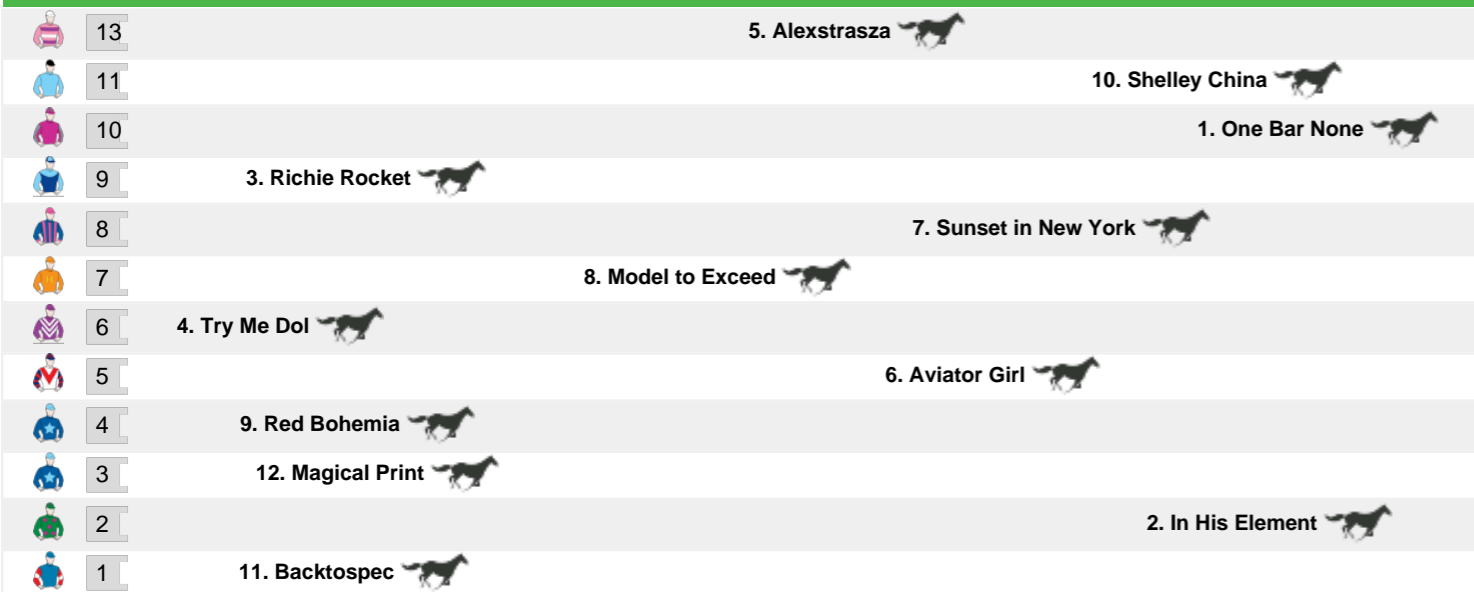 13 5. Alexstrasza
11 10. Shelley China
10 1. One Bar None
9 3. Richie Rocket
8 7. Sunset in New York
7 8. Model to Exceed
6 4. Try Me Dol
5 6. Aviator Girl
4 9. Red Bohemia
3 12. Magical Print
2 2. In His Element
1 11. Backtospec